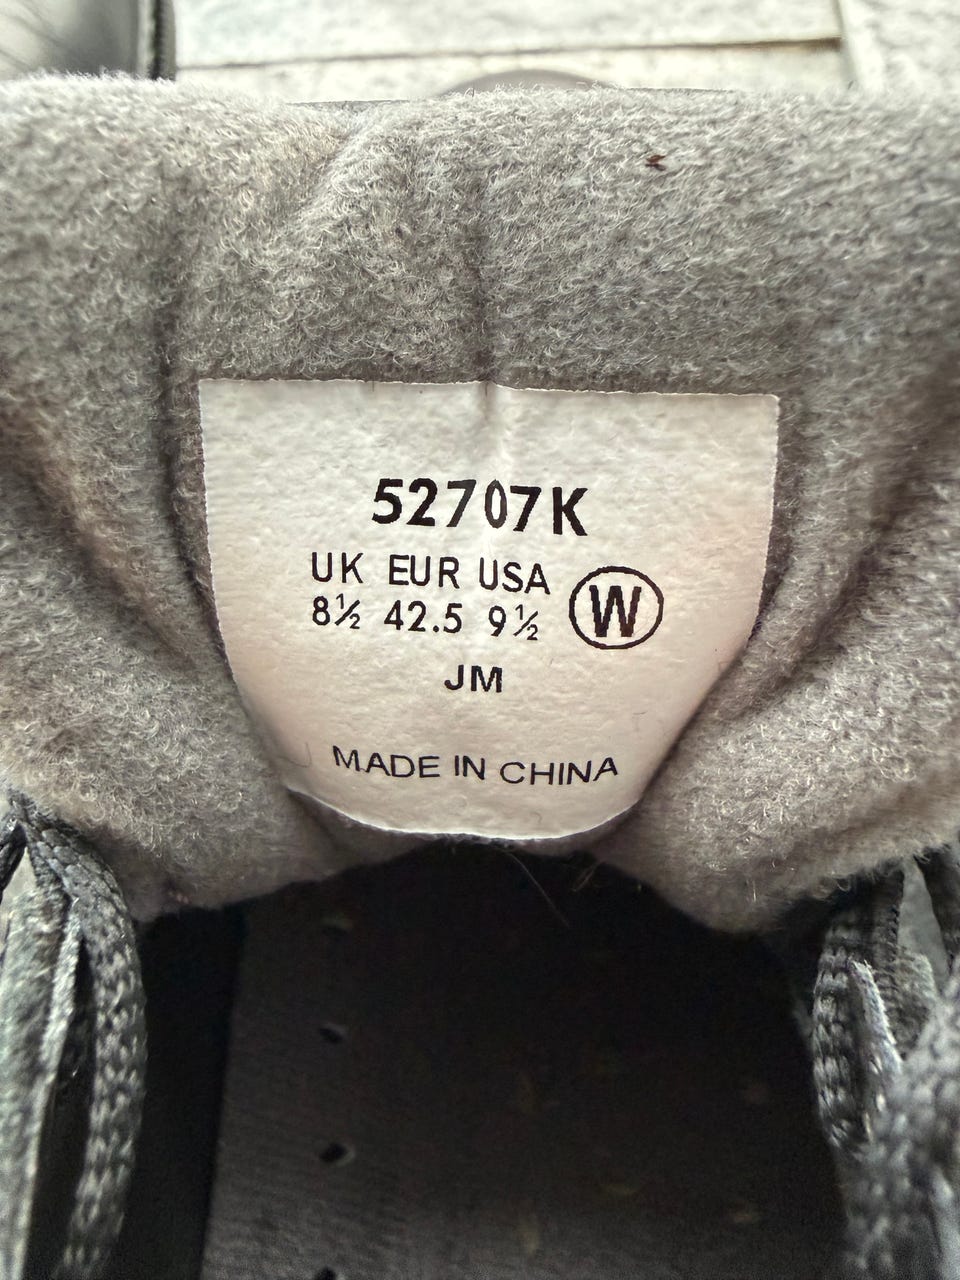 52707K
UK EUR USA
8½ 42.5 9½ W
JM
MADE IN CHINA